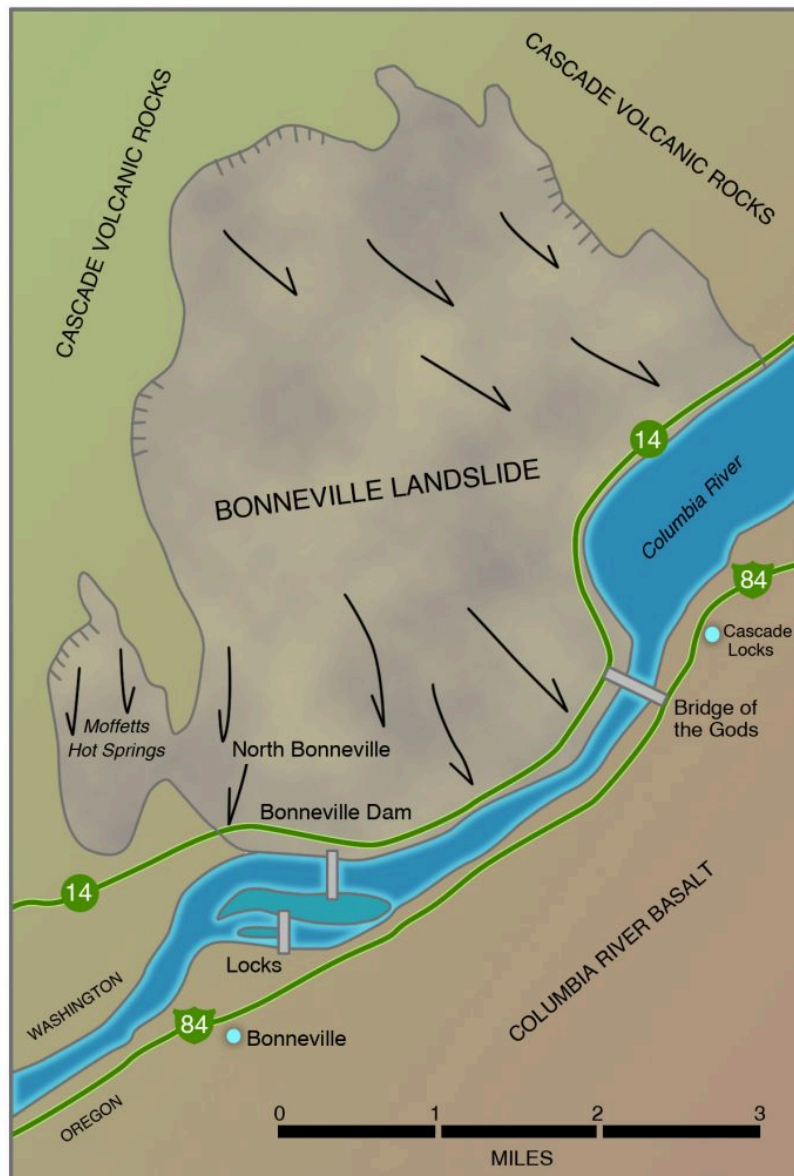 CASCADE VOLCANIC ROCKS
CASCADE VOLCANIC ROCKS
14
BONNEVILLE LANDSLIDE
Columbia River
84
Cascade
Locks
Bridge of
the Gods
Moffetts
Hot Springs
North Bonneville
Bonneville Dam
14
Locks
COLUMBIA RIVER BASALT
WASHINGTON
84
Bonneville
OREGON
0 1 2 3
MILES